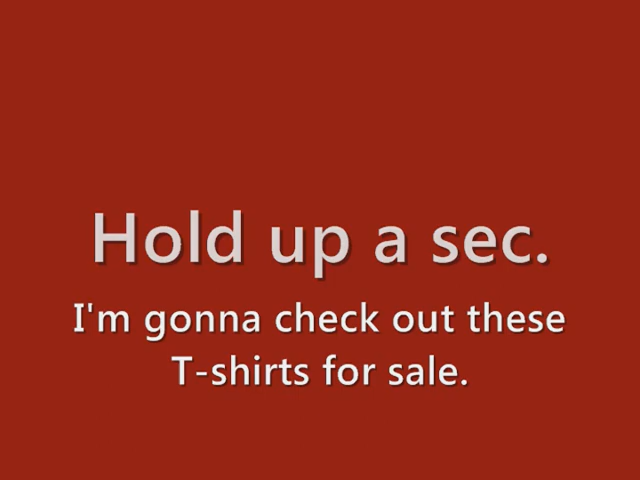 Hold up a sec.
I'm gonna check out these
T-shirts for sale.